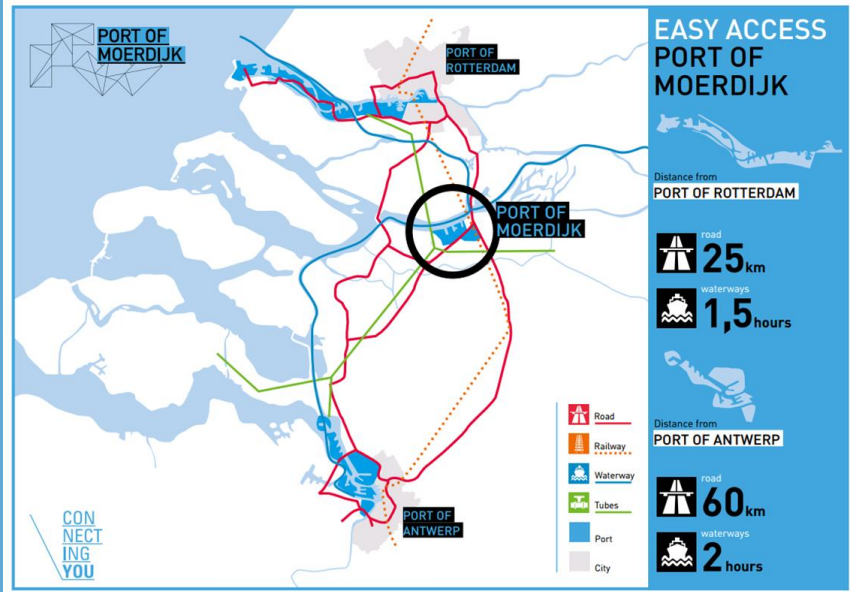 PORT OF
MOERDIJK
PORT OF
ROTTERDAM
PORT OF
MOERDIJK
PORT OF
ANTWERP
CON
NECT
ING
YOU
Road
Railway
Waterway
Tubes
Port
City
EASY ACCESS
PORT OF
MOERDIJK
Distance from
PORT OF ROTTERDAM
road
25km
waterways
1,5hours
Distance from
PORT OF ANTWERP
road
60km
waterways
2 hours